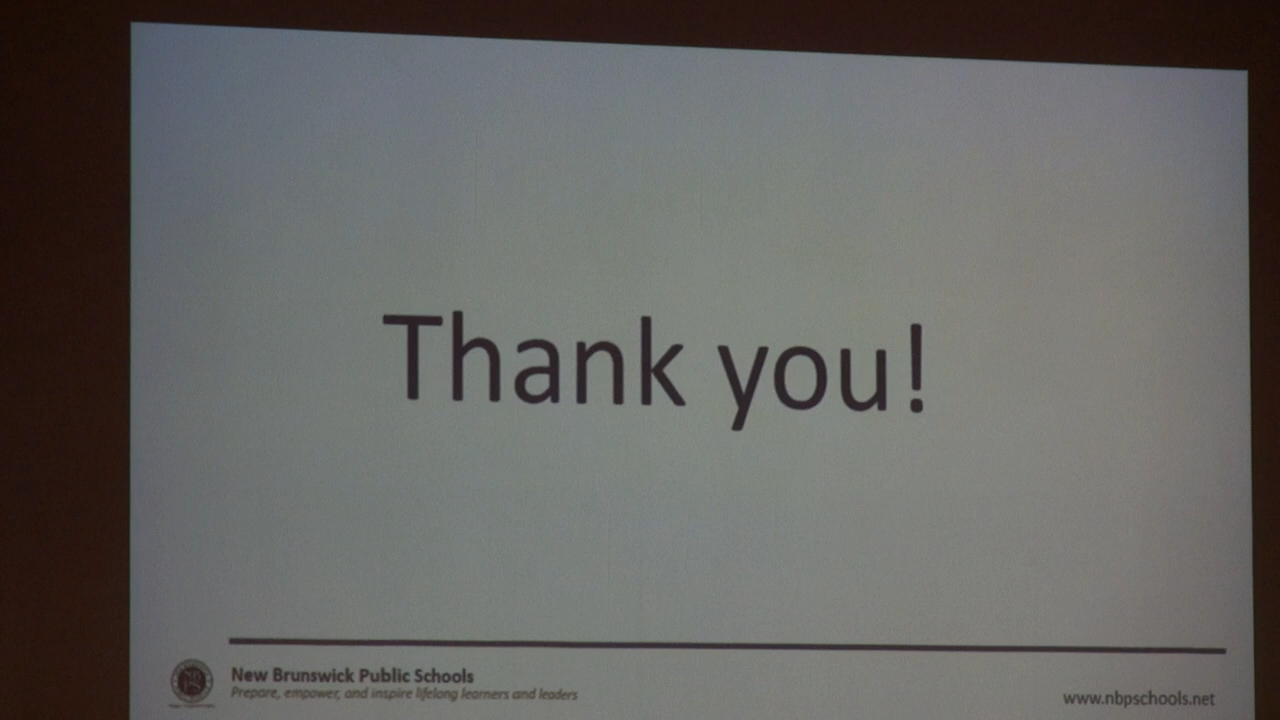 Thank you!
New Brunswick Public Schools
Prepare, empower, and inspire lifelong learners and leaders
www.nbpschools.net